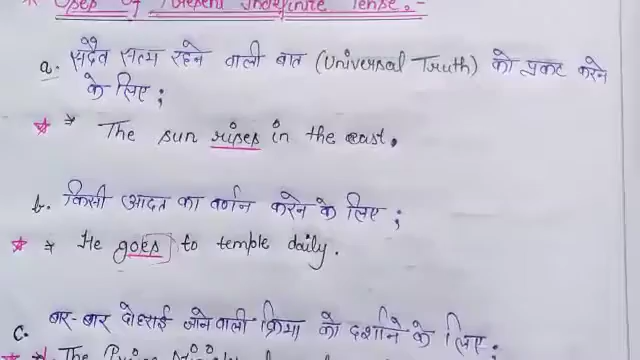 Uses of Present Indefinite Tense :-
a. सदैव सत्य रहने वाली बात (Universal Truth) को प्रकट करने
के लिए ;
The sun rises in the east.
b. किसी आदत का वर्णन करने के लिए ;
He goes to temple daily.
c. बार-बार दोहराई जाने वाली क्रिया को दर्शाने के लिए ;
The